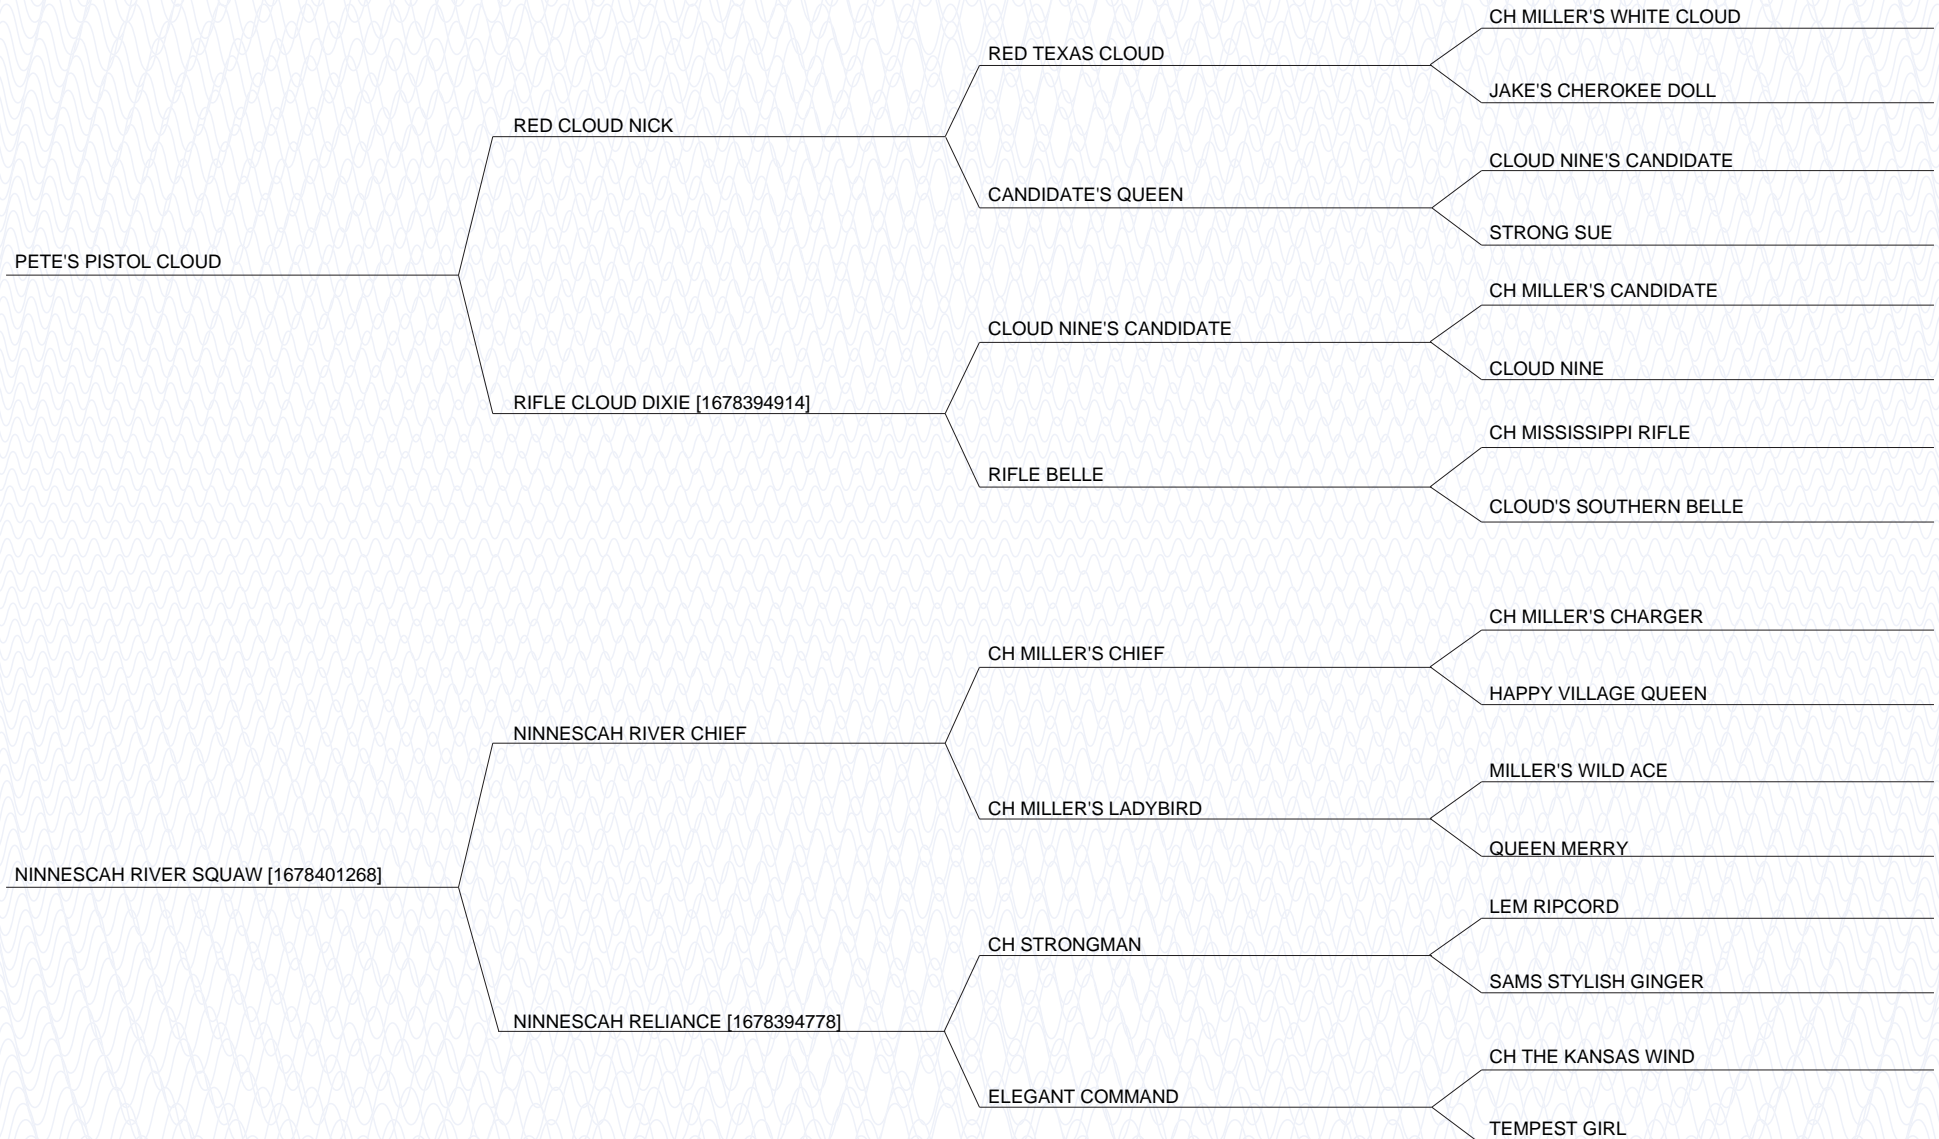 CH MILLER'S WHITE CLOUD
RED TEXAS CLOUD
JAKE'S CHEROKEE DOLL
RED CLOUD NICK
CLOUD NINE'S CANDIDATE
CANDIDATE'S QUEEN
STRONG SUE
PETE'S PISTOL CLOUD
CH MILLER'S CANDIDATE
CLOUD NINE'S CANDIDATE
CLOUD NINE
RIFLE CLOUD DIXIE [1678394914]
CH MISSISSIPPI RIFLE
RIFLE BELLE
CLOUD'S SOUTHERN BELLE
CH MILLER'S CHARGER
CH MILLER'S CHIEF
HAPPY VILLAGE QUEEN
NINNESCAH RIVER CHIEF
MILLER'S WILD ACE
CH MILLER'S LADYBIRD
QUEEN MERRY
NINNESCAH RIVER SQUAW [1678401268]
LEM RIPCORD
CH STRONGMAN
SAMS STYLISH GINGER
NINNESCAH RELIANCE [1678394778]
CH THE KANSAS WIND
ELEGANT COMMAND
TEMPEST GIRL